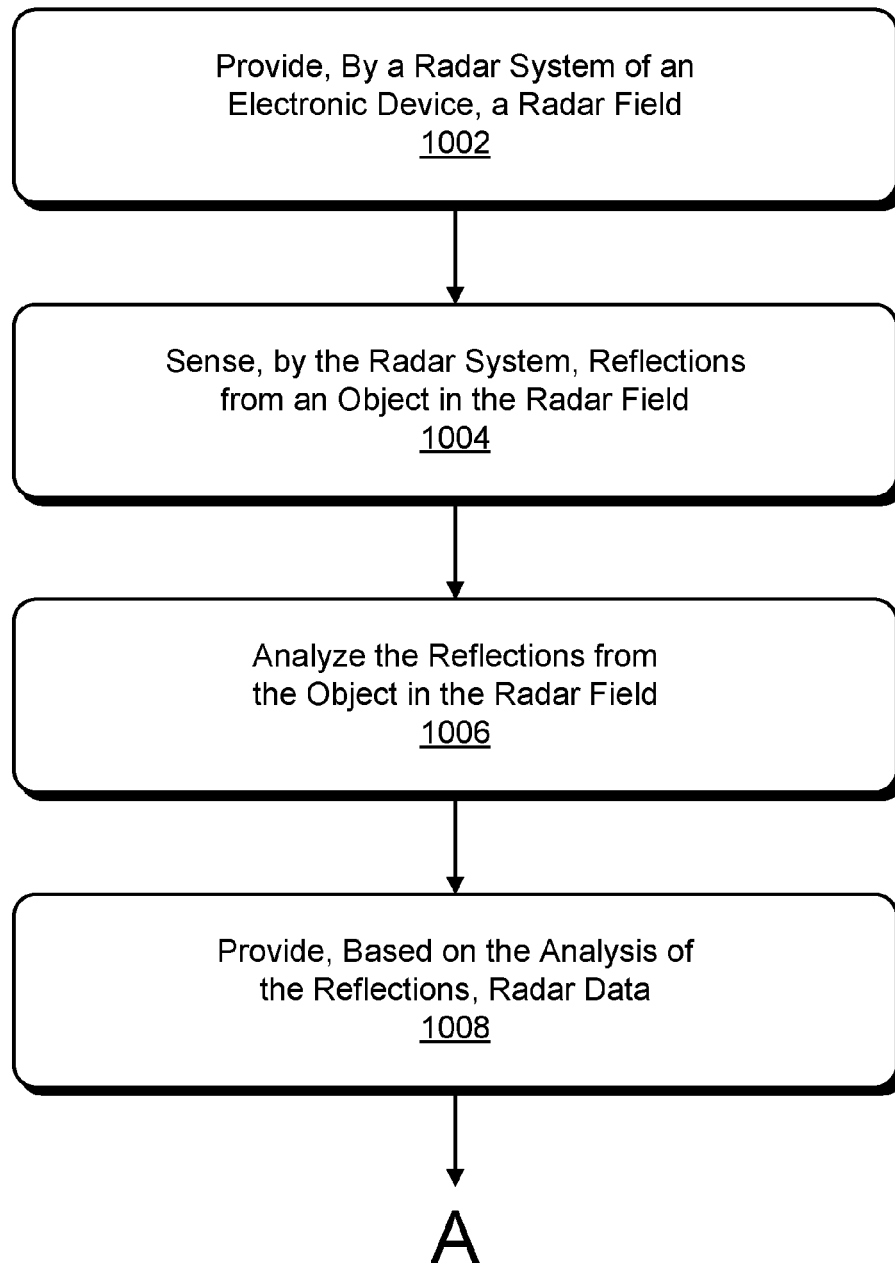 Provide, By a Radar System of an
Electronic Device, a Radar Field
1002
Sense, by the Radar System, Reflections
from an Object in the Radar Field
1004
Analyze the Reflections from
the Object in the Radar Field
1006
Provide, Based on the Analysis of
the Reflections, Radar Data
1008
A